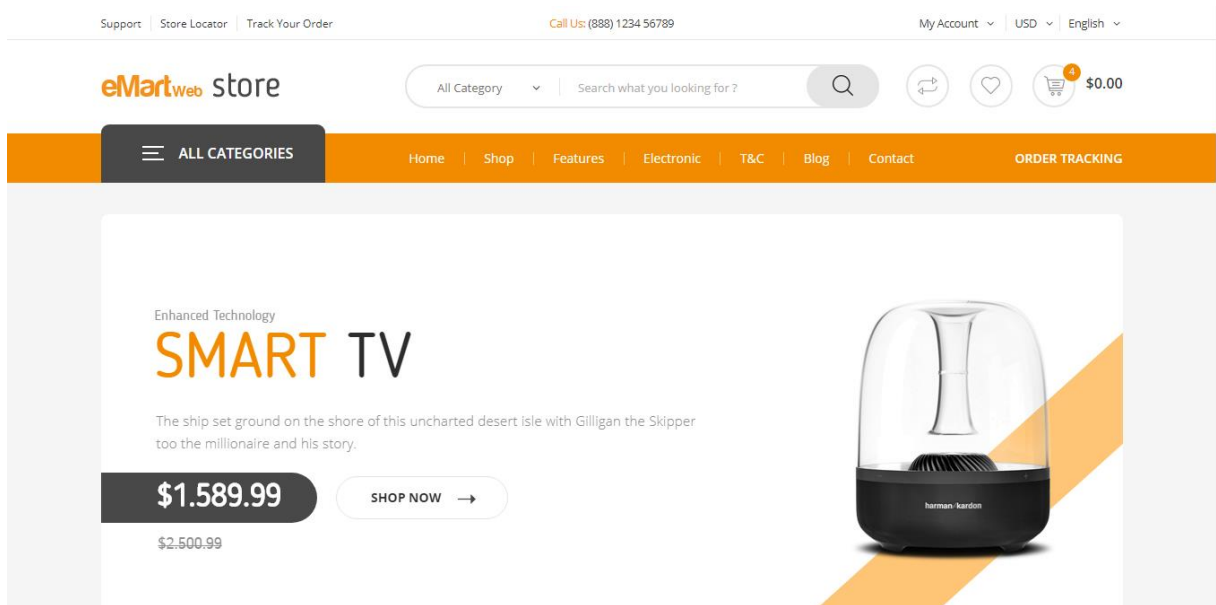 Support Store Locator Track Your Order Call Us: (888) 1234 56789 My Account USD English
eMart Web store All Category Search what you looking for ? 4 $0.00
ALL CATEGORIES Home Shop Features Electronic T&C Blog Contact ORDER TRACKING
Enhanced Technology
SMART TV
The ship set ground on the shore of this uncharted desert isle with Gilligan the Skipper
too the millionaire and his story.
$1.589.99 SHOP NOW
$2.500.99
harman/kardon